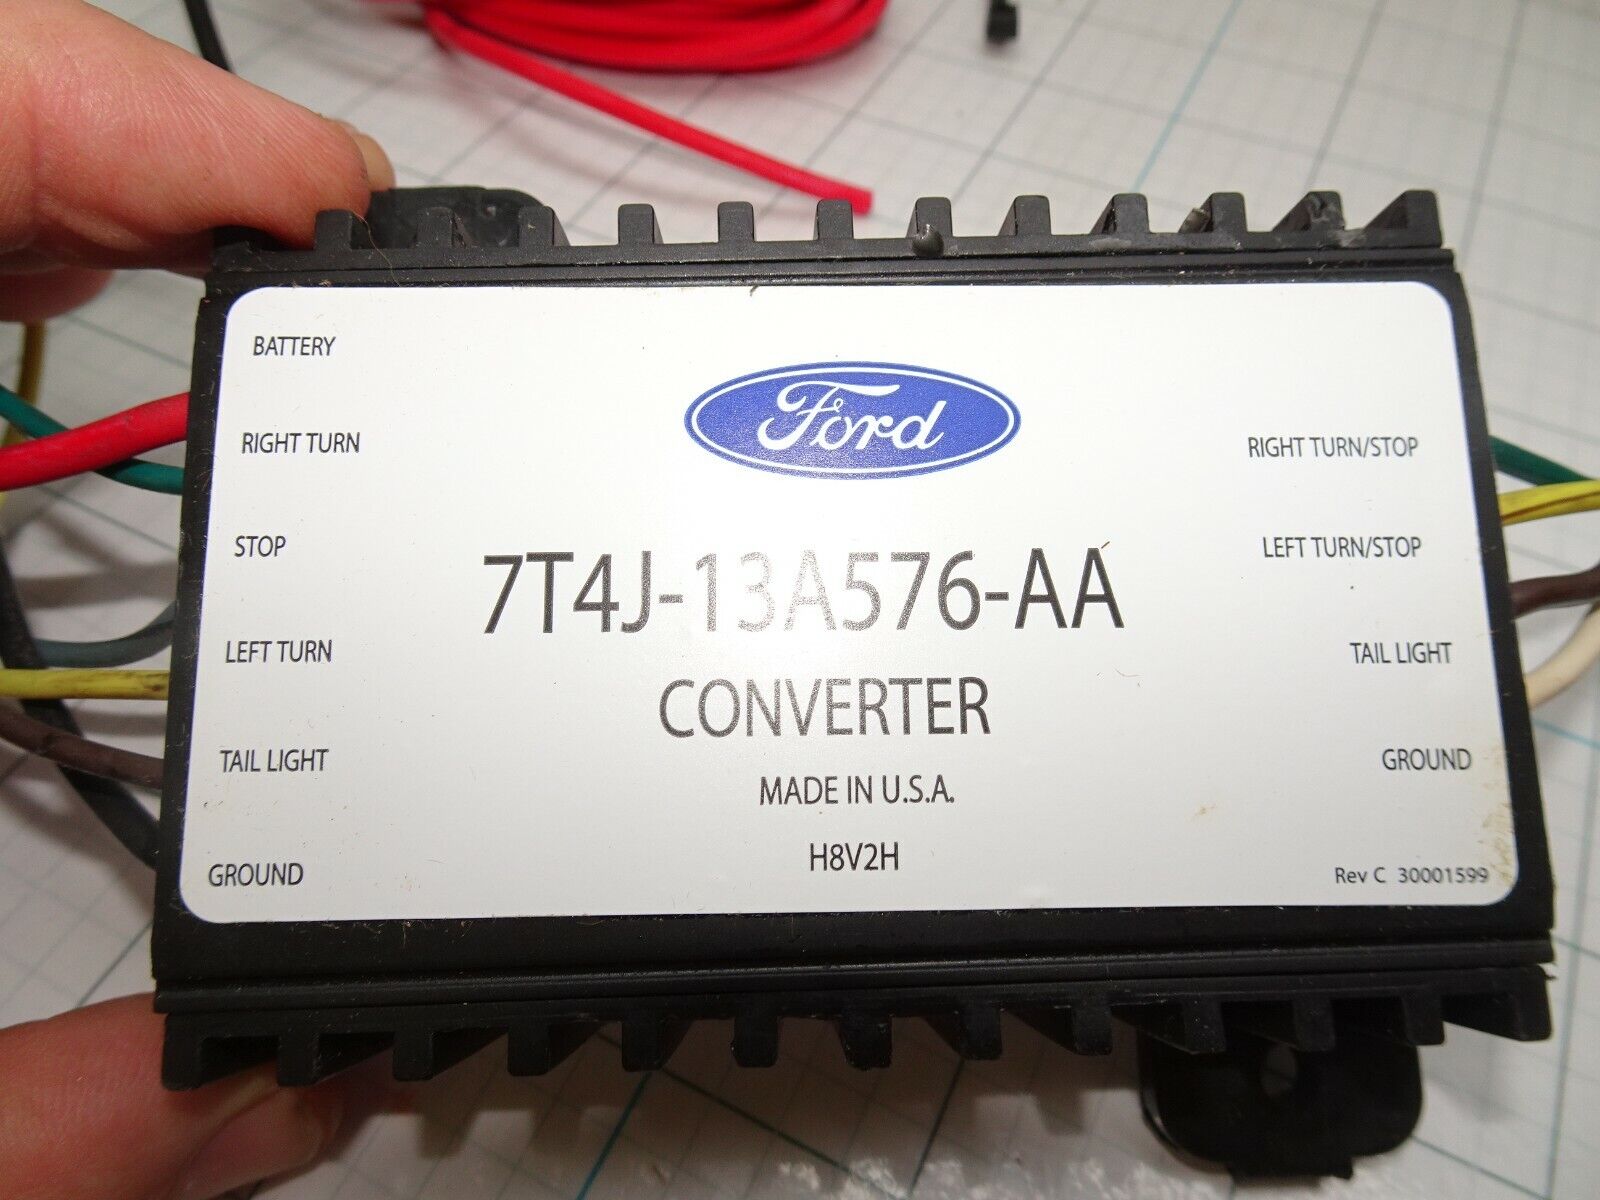 BATTERY
RIGHT TURN
STOP
LEFT TURN
TAIL LIGHT
GROUND
Ford
7T4J-13A576-AA
CONVERTER
MADE IN U.S.A.
H8V2H
RIGHT TURN/STOP
LEFT TURN/STOP
TAIL LIGHT
GROUND
Rev C 30001599